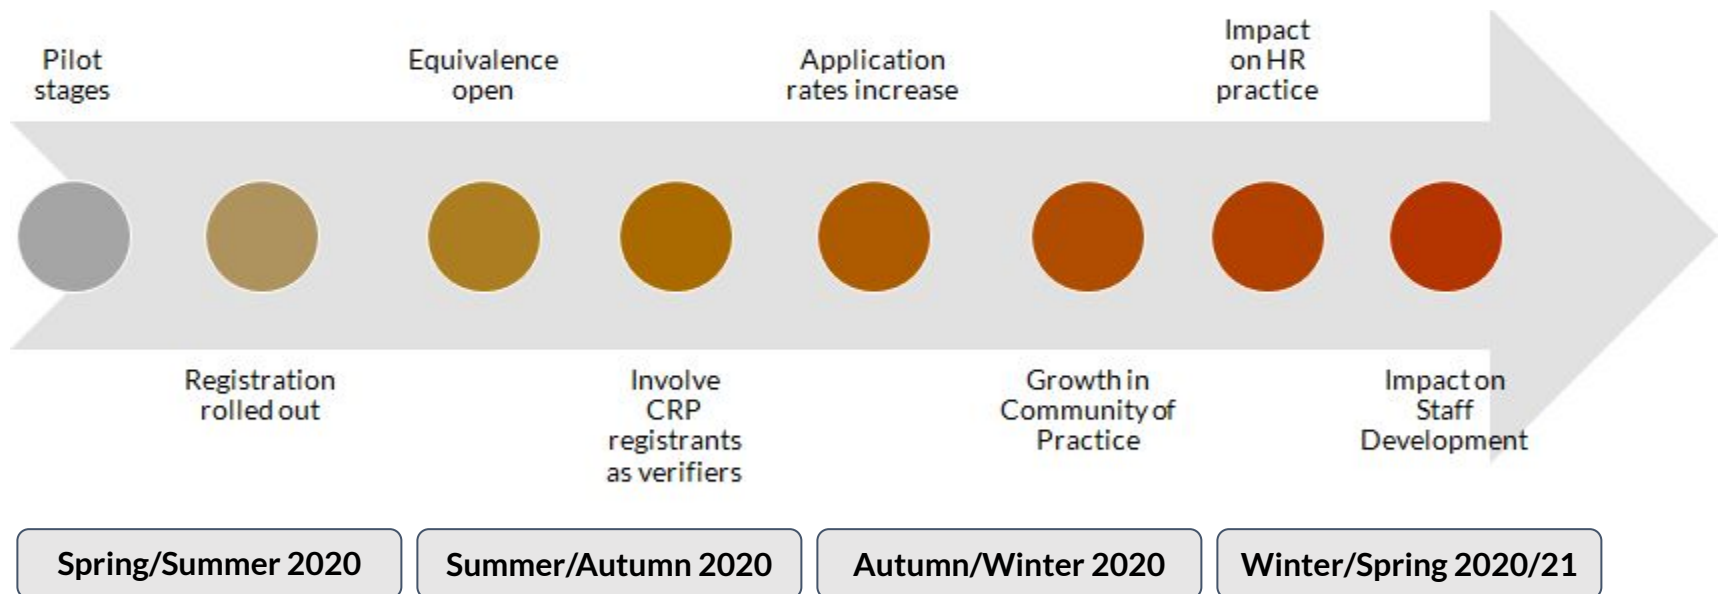 Pilot
stages
Equivalence
open
Application
rates increase
Impact
on HR
practice
Registration
rolled out
Involve
CRP
registrants
as verifiers
Growth in
Community of
Practice
Impact on
Staff
Development
Spring/Summer 2020
Summer/Autumn 2020
Autumn/Winter 2020
Winter/Spring 2020/21